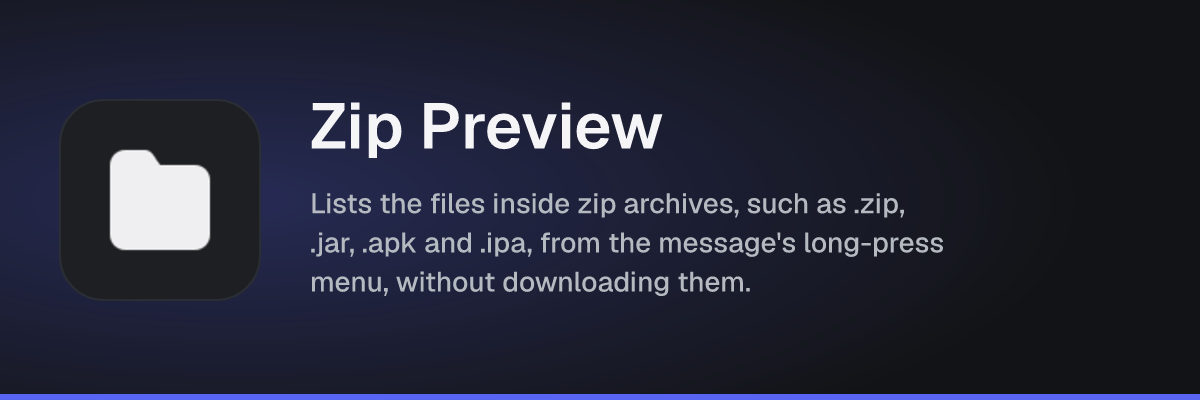 Zip Preview
Lists the files inside zip archives, such as .zip,
.jar, .apk and .ipa, from the message's long-press
menu, without downloading them.